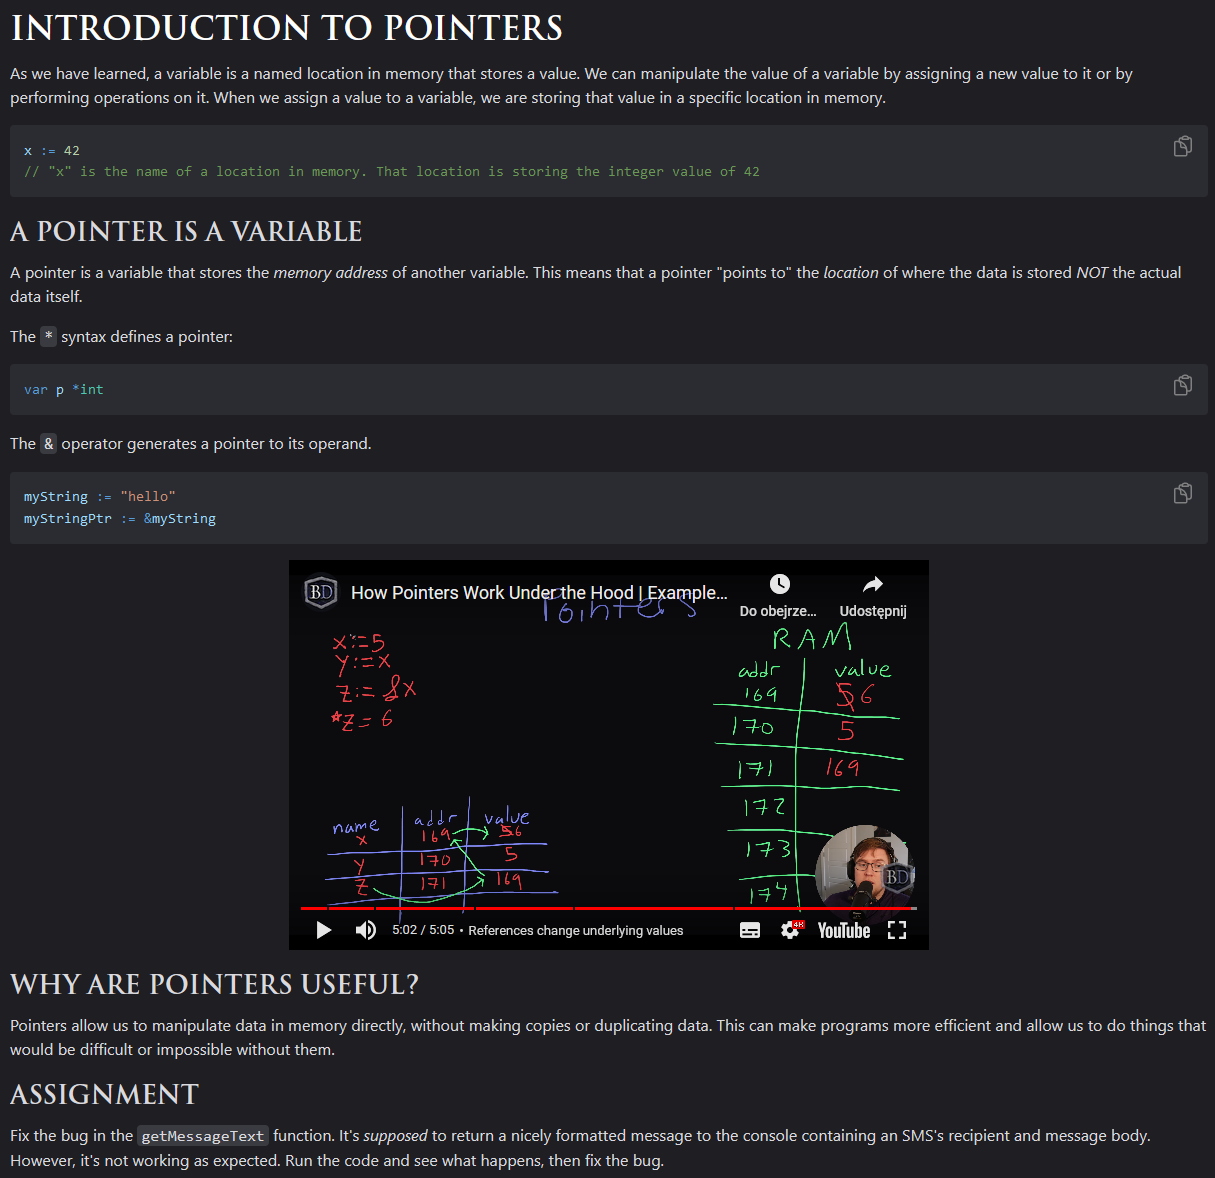 INTRODUCTION TO POINTERS
As we have learned, a variable is a named location in memory that stores a value. We can manipulate the value of a variable by assigning a new value to it or by
performing operations on it. When we assign a value to a variable, we are storing that value in a specific location in memory.
x := 42
// "x" is the name of a location in memory. That location is storing the integer value of 42
A POINTER IS A VARIABLE
A pointer is a variable that stores the memory address of another variable. This means that a pointer "points to" the location of where the data is stored NOT the actual
data itself.
The * syntax defines a pointer:
var p *int
The & operator generates a pointer to its operand.
myString := "hello"
myStringPtr := &myString
BD
How Pointers Work Under the Hood | Example...
Do obejrze...
Udostępnij
Pointers
x:=5
y:=x
z:=&x
*z=6
RAM
addr value
169 5 6
170 5
171 169
172
173
174
name addr value
x 169 5 6
y 170 5
z 171 169
BD
5:02 / 5:05 • References change underlying values
4K
YouTube
WHY ARE POINTERS USEFUL?
Pointers allow us to manipulate data in memory directly, without making copies or duplicating data. This can make programs more efficient and allow us to do things that
would be difficult or impossible without them.
ASSIGNMENT
Fix the bug in the getMessageText function. It's supposed to return a nicely formatted message to the console containing an SMS's recipient and message body.
However, it's not working as expected. Run the code and see what happens, then fix the bug.